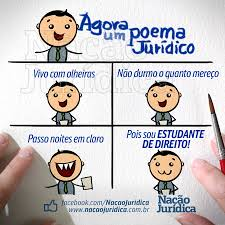 Agora
um poema
Jurídico
Vivo com olheiras
Não durmo o quanto mereço
Passo noites em claro
Pois sou ESTUDANTE
DE DIREITO!
facebook.com/NacaoJuridica
www.nacaojuridica.com.br
Nação
Jurídica